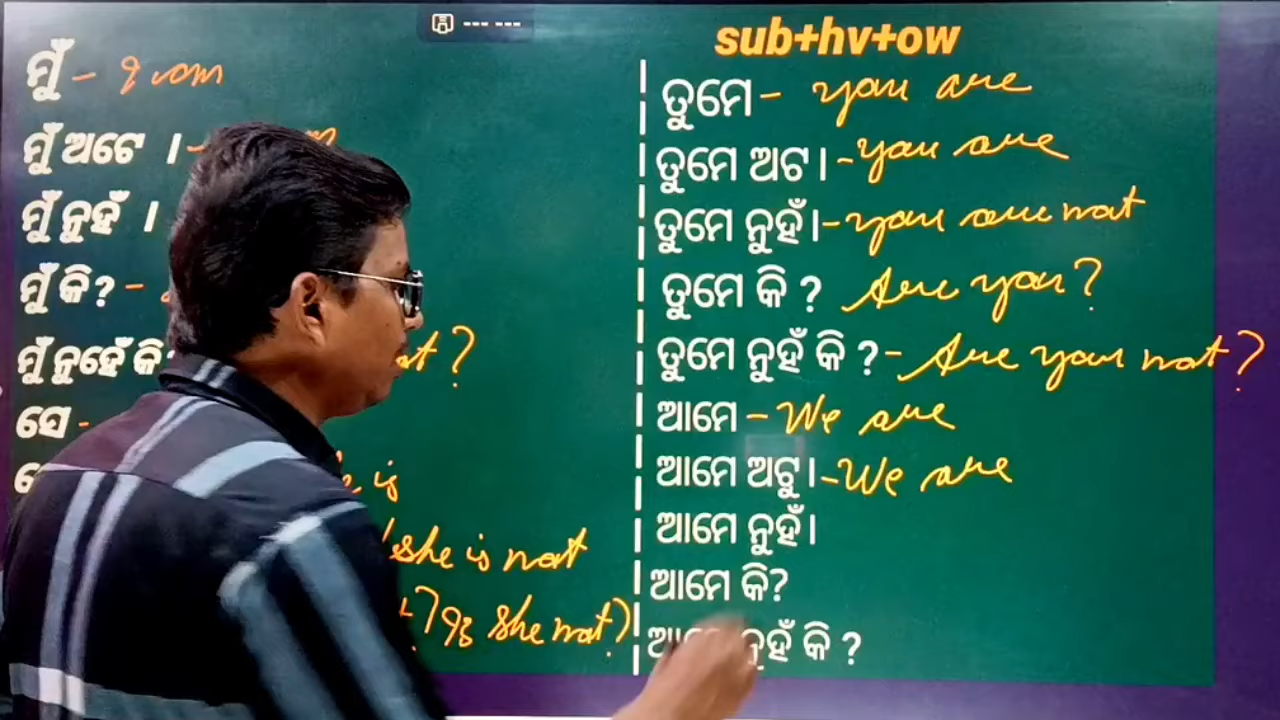 sub+hv+ow
ମୁଁ - I am
ମୁଁ ଅଟେ ।-
ମୁଁ ନୁହଁ ।
ମୁଁ କି? -
ମୁଁ ନୁହେଁ କି?
ସେ -
is
she is not
Is she not?
ତୁମେ - you are
ତୁମେ ଅଟ।-you are
ତୁମେ ନୁହଁ।-you are not
ତୁମେ କି ? Are you?
ତୁମେ ନୁହଁ କି ?- Are you not?
ଆମେ - We are
ଆମେ ଅଟୁ।-We are
ଆମେ ନୁହଁ।
ଆମେ କି?
ନୁହଁ କି ?